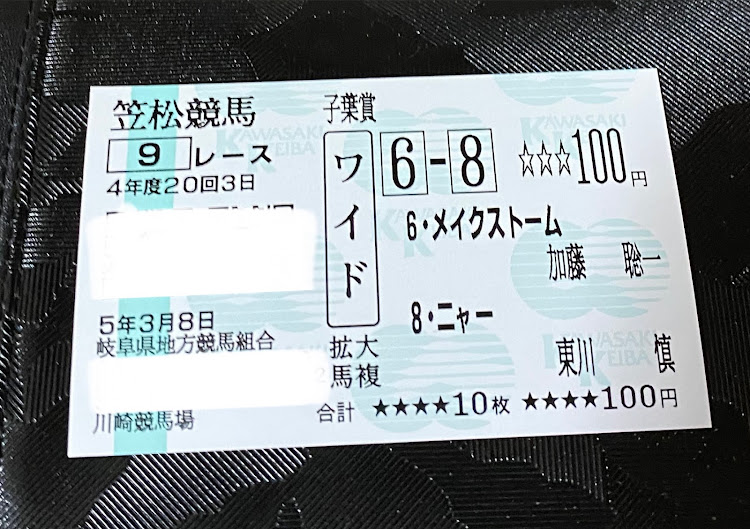 笠松競馬
9 レース
4年度20回3日
5年3月8日
岐阜県地方競馬組合
川崎競馬場
子葉賞
ワイド
拡大
馬複
6-8 ☆☆☆100円
6・メイクストーム
加藤 聡一
8・ニャー
東川 慎
合計 ★★★★10枚 ★★★★100円
KAWASAKI KEIBA
KAWASAKI KEIBA